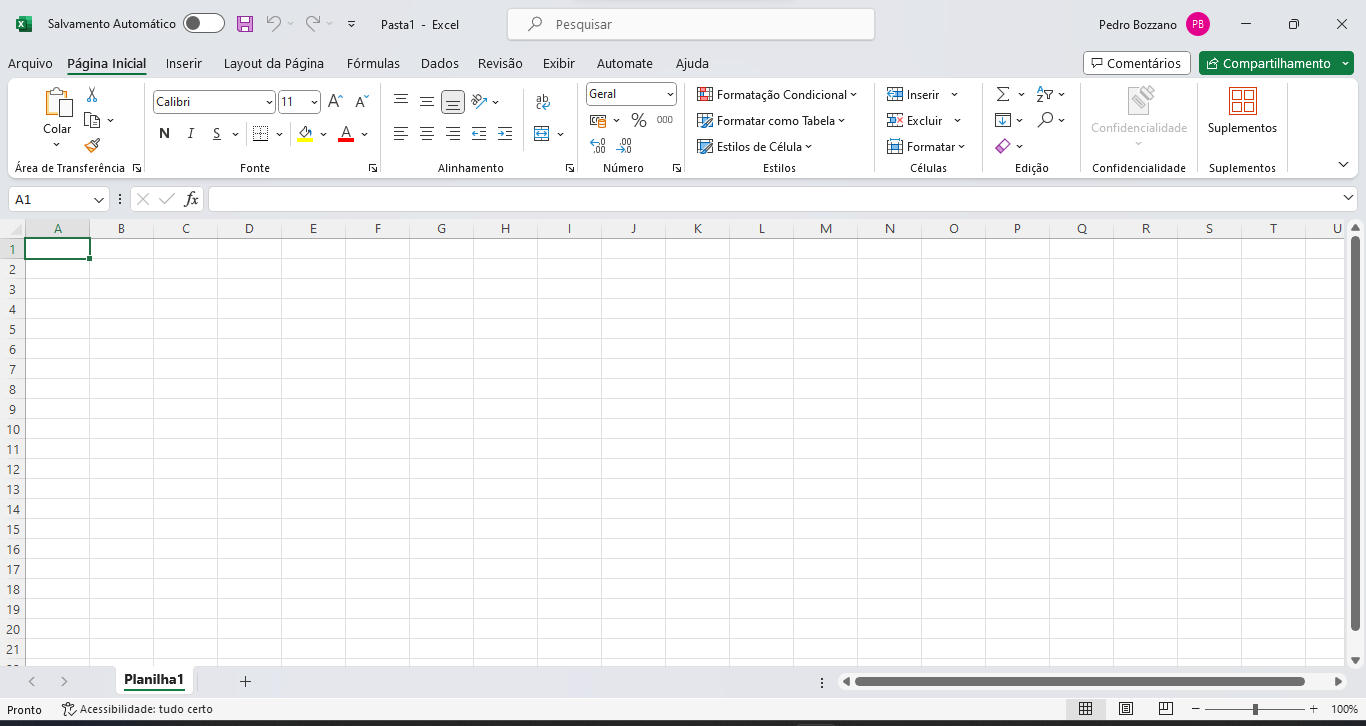 Salvamento Automático Pasta1 - Excel Pesquisar Pedro Bozzano PB
Arquivo Página Inicial Inserir Layout da Página Fórmulas Dados Revisão Exibir Automate Ajuda Comentários Compartilhamento
Colar
Calibri 11
N I S A
ab
Geral
% 000
Formatação Condicional
Formatar como Tabela
Estilos de Célula
Inserir
Excluir
Formatar
Confidencialidade
Suplementos
Área de Transferência Fonte Alinhamento Número Estilos Células Edição Confidencialidade Suplementos
A1 fx
A B C D E F G H I J K L M N O P Q R S T U
1
2
3
4
5
6
7
8
9
10
11
12
13
14
15
16
17
18
19
20
21
Planilha1
Pronto Acessibilidade: tudo certo 100%